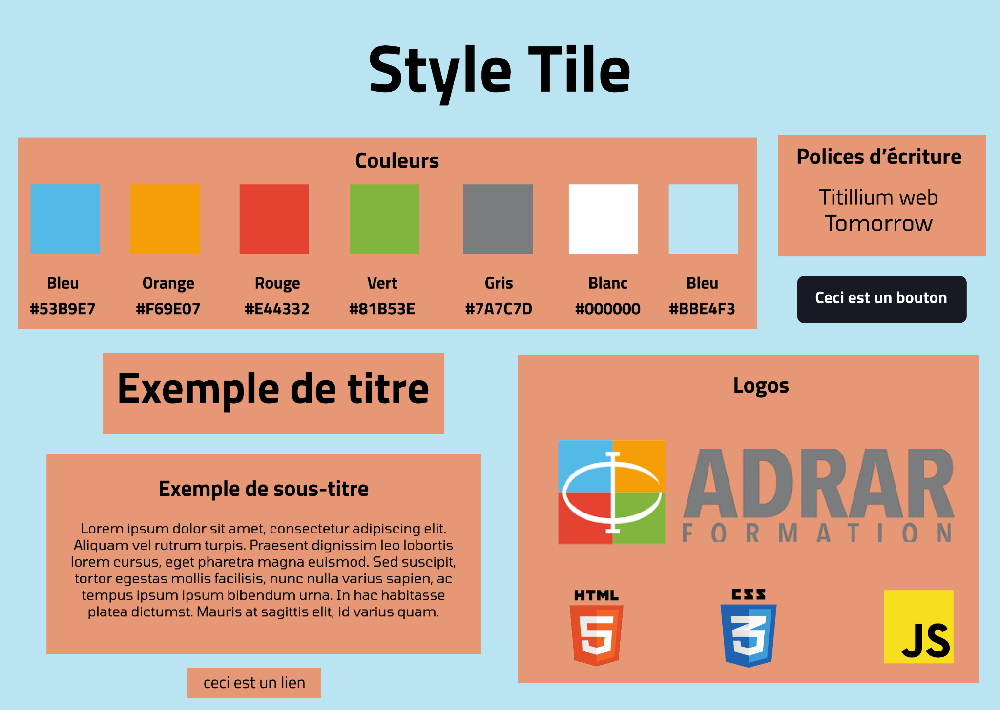 Style Tile
Couleurs
Bleu
#53B9E7
Orange
#F69E07
Rouge
#E44332
Vert
#81B53E
Gris
#7A7C7D
Blanc
#000000
Bleu
#BBE4F3
Polices d’écriture
Titillium web
Tomorrow
Ceci est un bouton
Exemple de titre
Exemple de sous-titre
Lorem ipsum dolor sit amet, consectetur adipiscing elit.
Aliquam vel rutrum turpis. Praesent dignissim leo lobortis
lorem cursus, eget pharetra magna euismod. Sed suscipit,
tortor egestas mollis facilisis, nunc nulla varius sapien, ac
tempus ipsum ipsum bibendum urna. In hac habitasse
platea dictumst. Mauris at sagittis elit, id varius quam.
ceci est un lien
Logos
ADRAR
FORMATION
HTML
5
CSS
3
JS